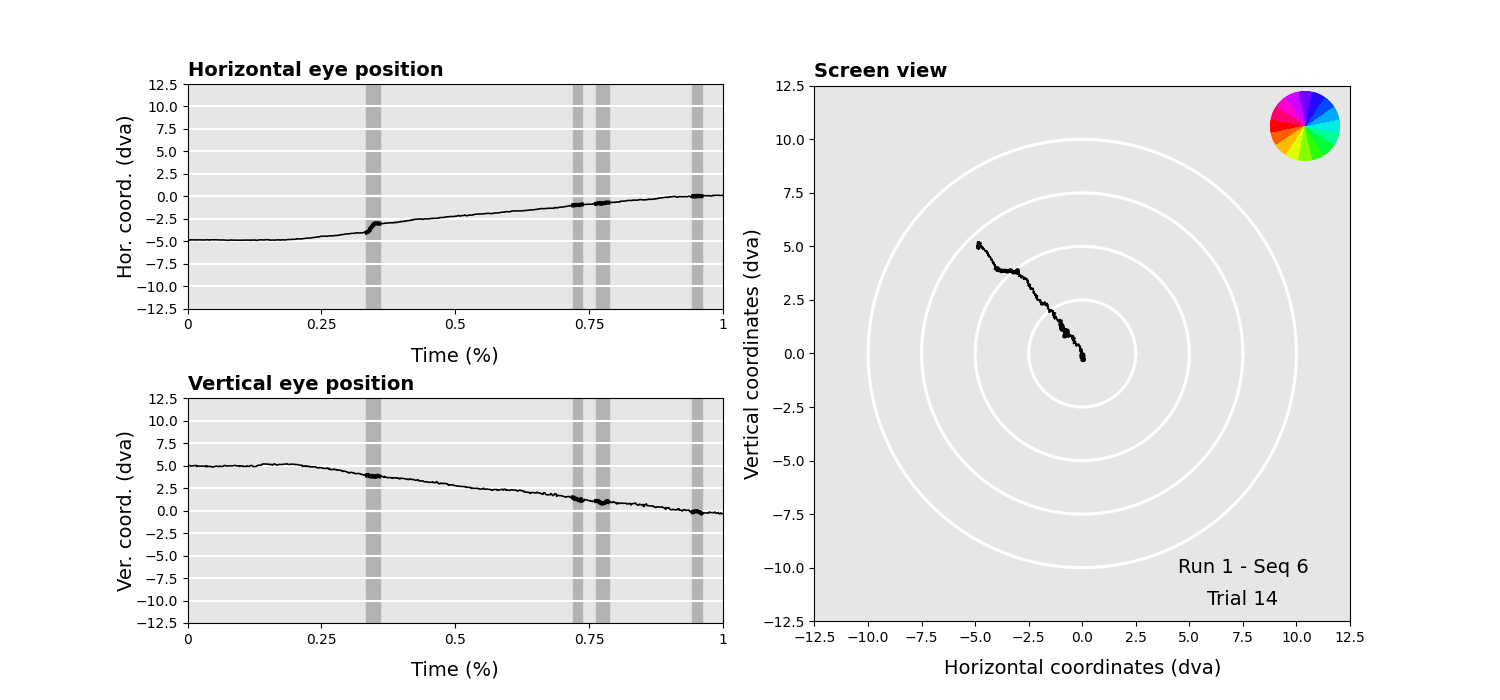 Horizontal eye position
Hor. coord. (dva)
12.5
10.0
7.5
5.0
2.5
0.0
−2.5
−5.0
−7.5
−10.0
−12.5
0 0.25 0.5 0.75 1
Time (%)
Vertical eye position
Ver. coord. (dva)
12.5
10.0
7.5
5.0
2.5
0.0
−2.5
−5.0
−7.5
−10.0
−12.5
0 0.25 0.5 0.75 1
Time (%)
Screen view
Vertical coordinates (dva)
12.5
10.0
7.5
5.0
2.5
0.0
−2.5
−5.0
−7.5
−10.0
−12.5
Run 1 - Seq 6
Trial 14
−12.5 −10.0 −7.5 −5.0 −2.5 0.0 2.5 5.0 7.5 10.0 12.5
Horizontal coordinates (dva)